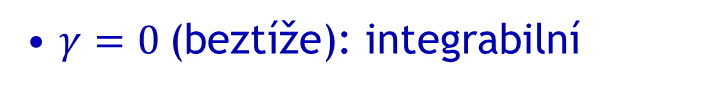 • γ = 0 (beztíže): integrabilní